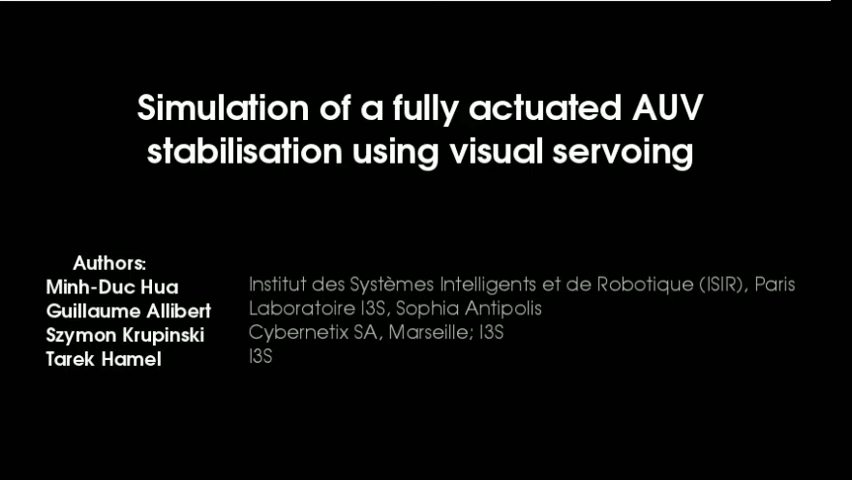 Simulation of a fully actuated AUV
stabilisation using visual servoing
Authors:
Minh-Duc Hua Institut des Systèmes Intelligents et de Robotique (ISIR), Paris
Guillaume Allibert Laboratoire I3S, Sophia Antipolis
Szymon Krupinski Cybernetix SA, Marseille; I3S
Tarek Hamel I3S